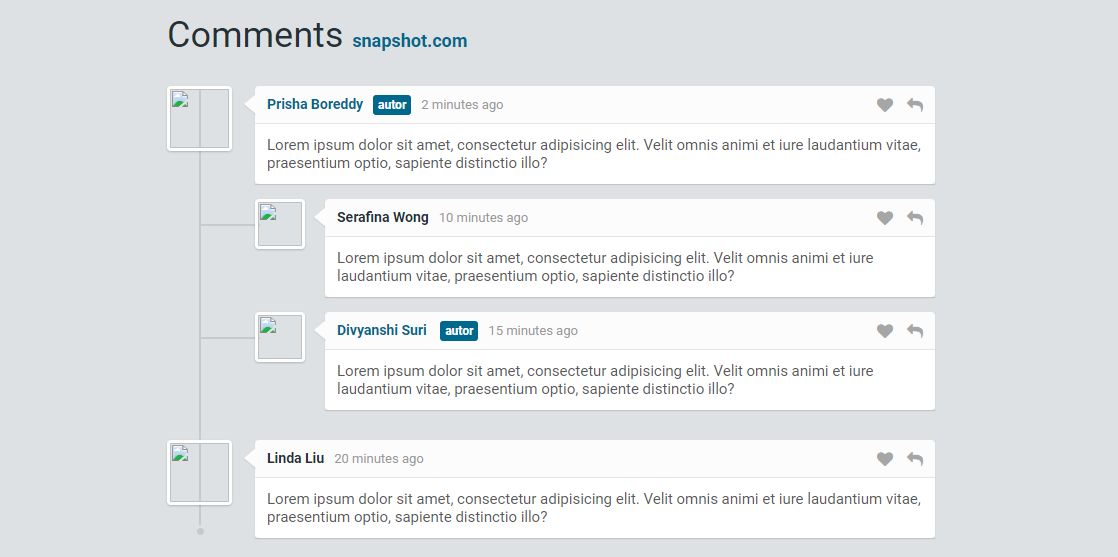 Comments snapshot.com
Prisha Boreddy autor 2 minutes ago
Lorem ipsum dolor sit amet, consectetur adipisicing elit. Velit omnis animi et iure laudantium vitae,
praesentium optio, sapiente distinctio illo?
Serafina Wong 10 minutes ago
Lorem ipsum dolor sit amet, consectetur adipisicing elit. Velit omnis animi et iure
laudantium vitae, praesentium optio, sapiente distinctio illo?
Divyanshi Suri autor 15 minutes ago
Lorem ipsum dolor sit amet, consectetur adipisicing elit. Velit omnis animi et iure
laudantium vitae, praesentium optio, sapiente distinctio illo?
Linda Liu 20 minutes ago
Lorem ipsum dolor sit amet, consectetur adipisicing elit. Velit omnis animi et iure laudantium vitae,
praesentium optio, sapiente distinctio illo?